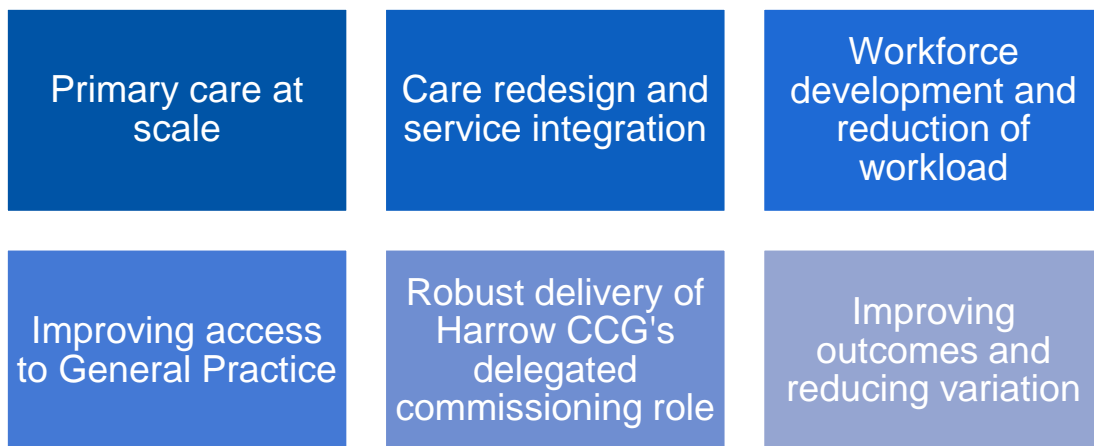 Primary care at
scale
Care redesign and
service integration
Workforce
development and
reduction of
workload
Improving access
to General Practice
Robust delivery of
Harrow CCG's
delegated
commissioning role
Improving
outcomes and
reducing variation